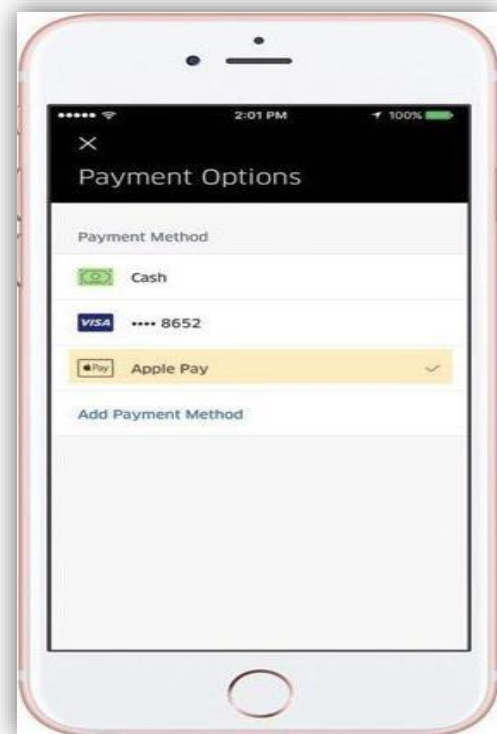 2:01 PM 100%
Payment Options
Payment Method
Cash
VISA •••• 8652
Pay Apple Pay
Add Payment Method